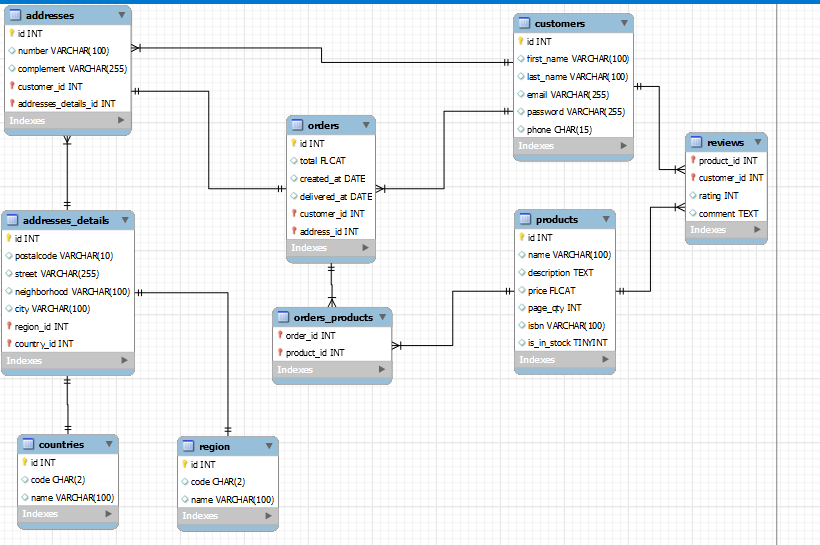 addresses
id INT
number VARCHAR(100)
complement VARCHAR(255)
customer_id INT
addresses_details_id INT
Indexes
customers
id INT
first_name VARCHAR(100)
last_name VARCHAR(100)
email VARCHAR(255)
password VARCHAR(255)
phone CHAR(15)
Indexes
orders
id INT
total FLCAT
created_at DATE
delivered_at DATE
customer_id INT
address_id INT
Indexes
reviews
product_id INT
customer_id INT
rating INT
comment TEXT
Indexes
addresses_details
id INT
postalcode VARCHAR(10)
street VARCHAR(255)
neighborhood VARCHAR(100)
city VARCHAR(100)
region_id INT
country_id INT
Indexes
products
id INT
name VARCHAR(100)
description TEXT
price FLCAT
page_qty INT
isbn VARCHAR(100)
is_in_stock TINYINT
Indexes
orders_products
order_id INT
product_id INT
Indexes
countries
id INT
code CHAR(2)
name VARCHAR(100)
Indexes
region
id INT
code CHAR(2)
name VARCHAR(100)
Indexes